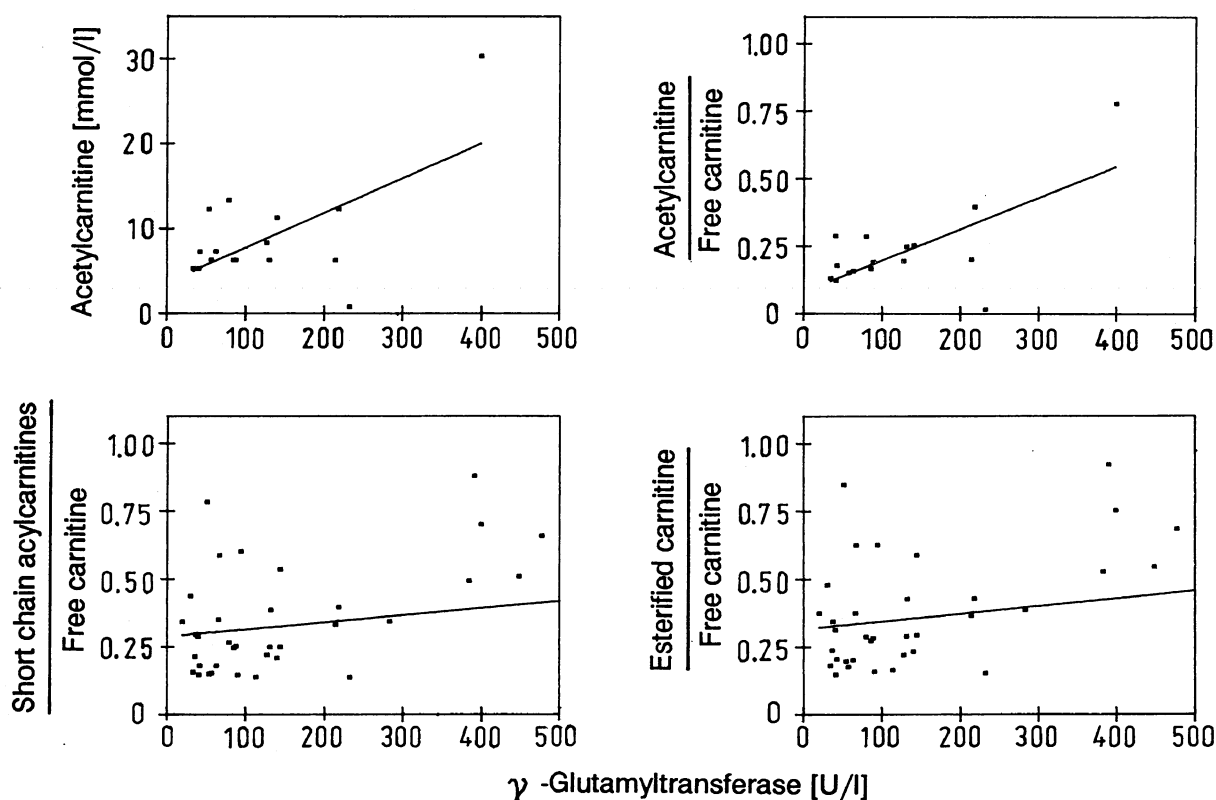 Acetylcarnitine [mmol/l]
30
20
10
0
0 100 200 300 400 500
Acetylcarnitine
Free carnitine
1.00
0.75
0.50
0.25
0
0 100 200 300 400 500
Short chain acylcarnitines
Free carnitine
1.00
0.75
0.50
0.25
0
0 100 200 300 400 500
Esterified carnitine
Free carnitine
1.00
0.75
0.50
0.25
0
0 100 200 300 400 500
γ -Glutamyltransferase [U/l]